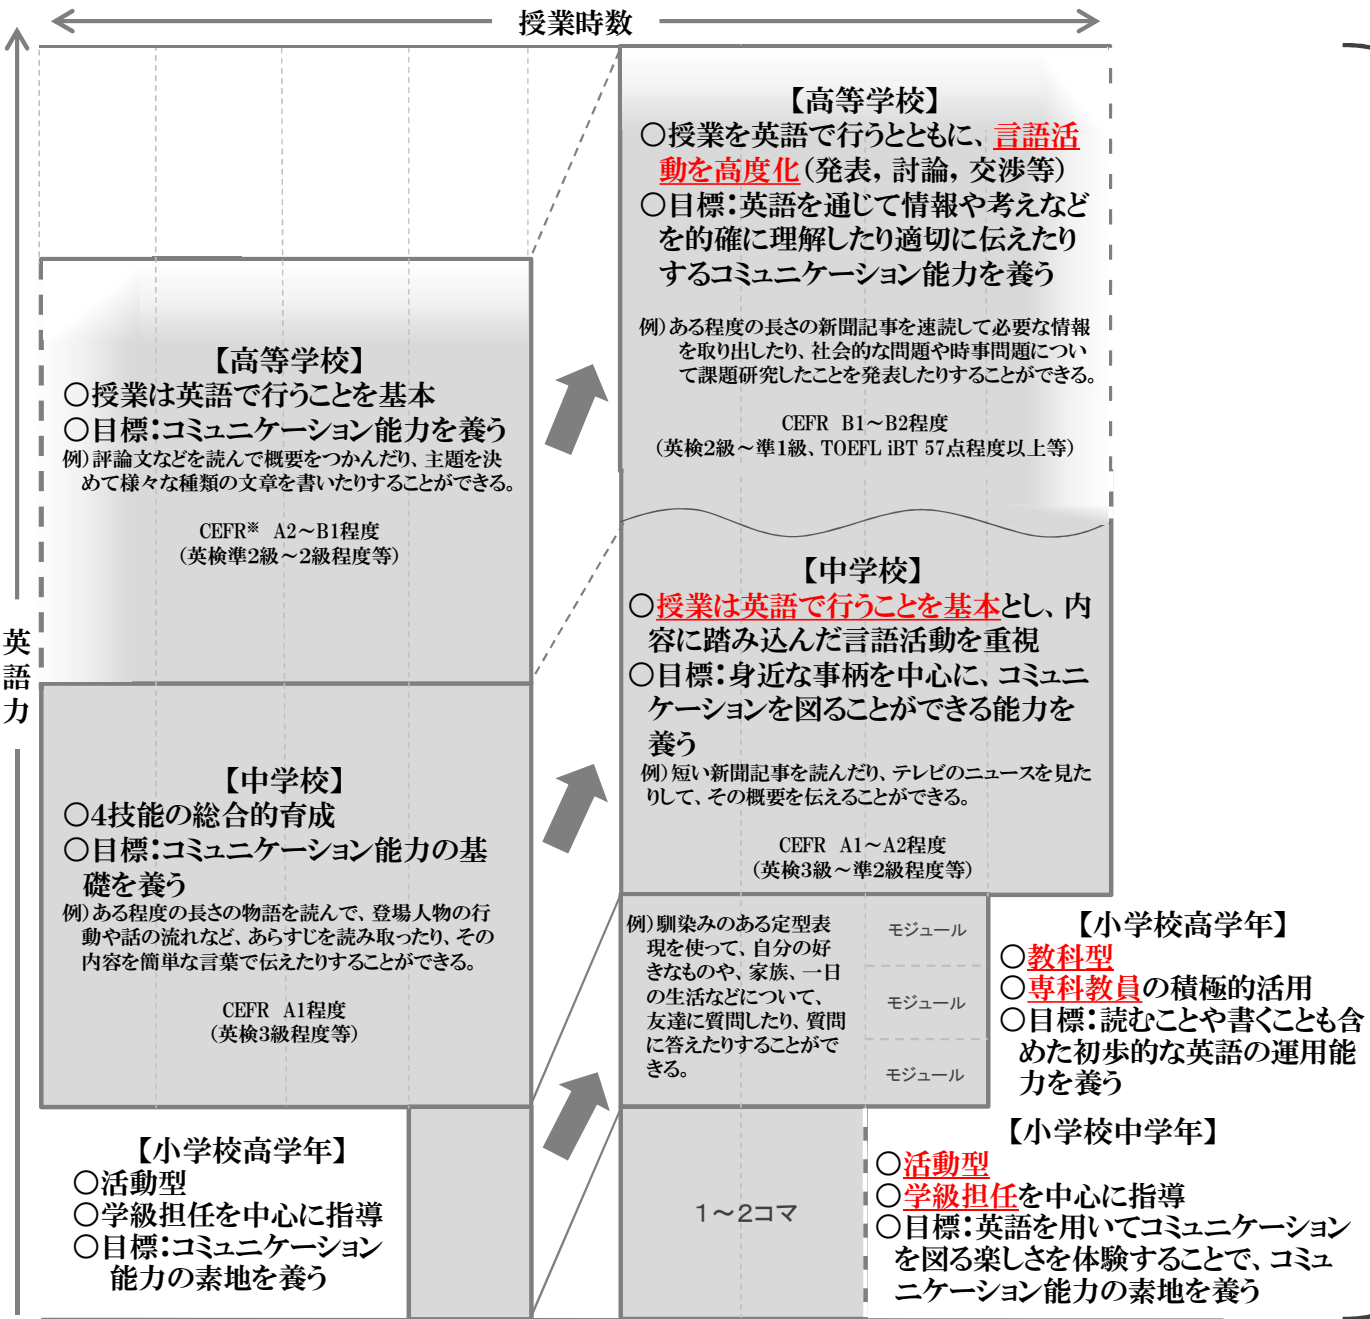 授業時数
英語力
【高等学校】
○授業は英語で行うことを基本
○目標：コミュニケーション能力を養う
例）評論文などを読んで概要をつかんだり、主題を決
めて様々な種類の文章を書いたりすることができる。
CEFR※ A2～B1程度
（英検準2級～2級程度等）
【中学校】
○4技能の総合的育成
○目標：コミュニケーション能力の基
礎を養う
例）ある程度の長さの物語を読んで、登場人物の行
動や話の流れなど、あらすじを読み取ったり、その
内容を簡単な言葉で伝えたりすることができる。
CEFR A1程度
（英検3級程度等）
【小学校高学年】
○活動型
○学級担任を中心に指導
○目標：コミュニケーション
能力の素地を養う
【高等学校】
○授業を英語で行うとともに、言語活
動を高度化（発表，討論，交渉等）
○目標：英語を通じて情報や考えなど
を的確に理解したり適切に伝えたり
するコミュニケーション能力を養う
例）ある程度の長さの新聞記事を速読して必要な情報
を取り出したり、社会的な問題や時事問題につい
て課題研究したことを発表したりすることができる。
CEFR B1～B2程度
（英検2級～準1級、TOEFL iBT 57点程度以上等）
【中学校】
○授業は英語で行うことを基本とし、内
容に踏み込んだ言語活動を重視
○目標：身近な事柄を中心に、コミュニ
ケーションを図ることができる能力を
養う
例）短い新聞記事を読んだり、テレビのニュースを見た
りして、その概要を伝えることができる。
CEFR A1～A2程度
（英検3級～準2級程度等）
例）馴染みのある定型表
現を使って、自分の好
きなものや、家族、一日
の生活などについて、
友達に質問したり、質問
に答えたりすることがで
きる。
モジュール
モジュール
モジュール
【小学校高学年】
○教科型
○専科教員の積極的活用
○目標：読むことや書くことも含
めた初歩的な英語の運用能
力を養う
1～2コマ
【小学校中学年】
○活動型
○学級担任を中心に指導
○目標：英語を用いてコミュニケーション
を図る楽しさを体験することで、コミュ
ニケーション能力の素地を養う